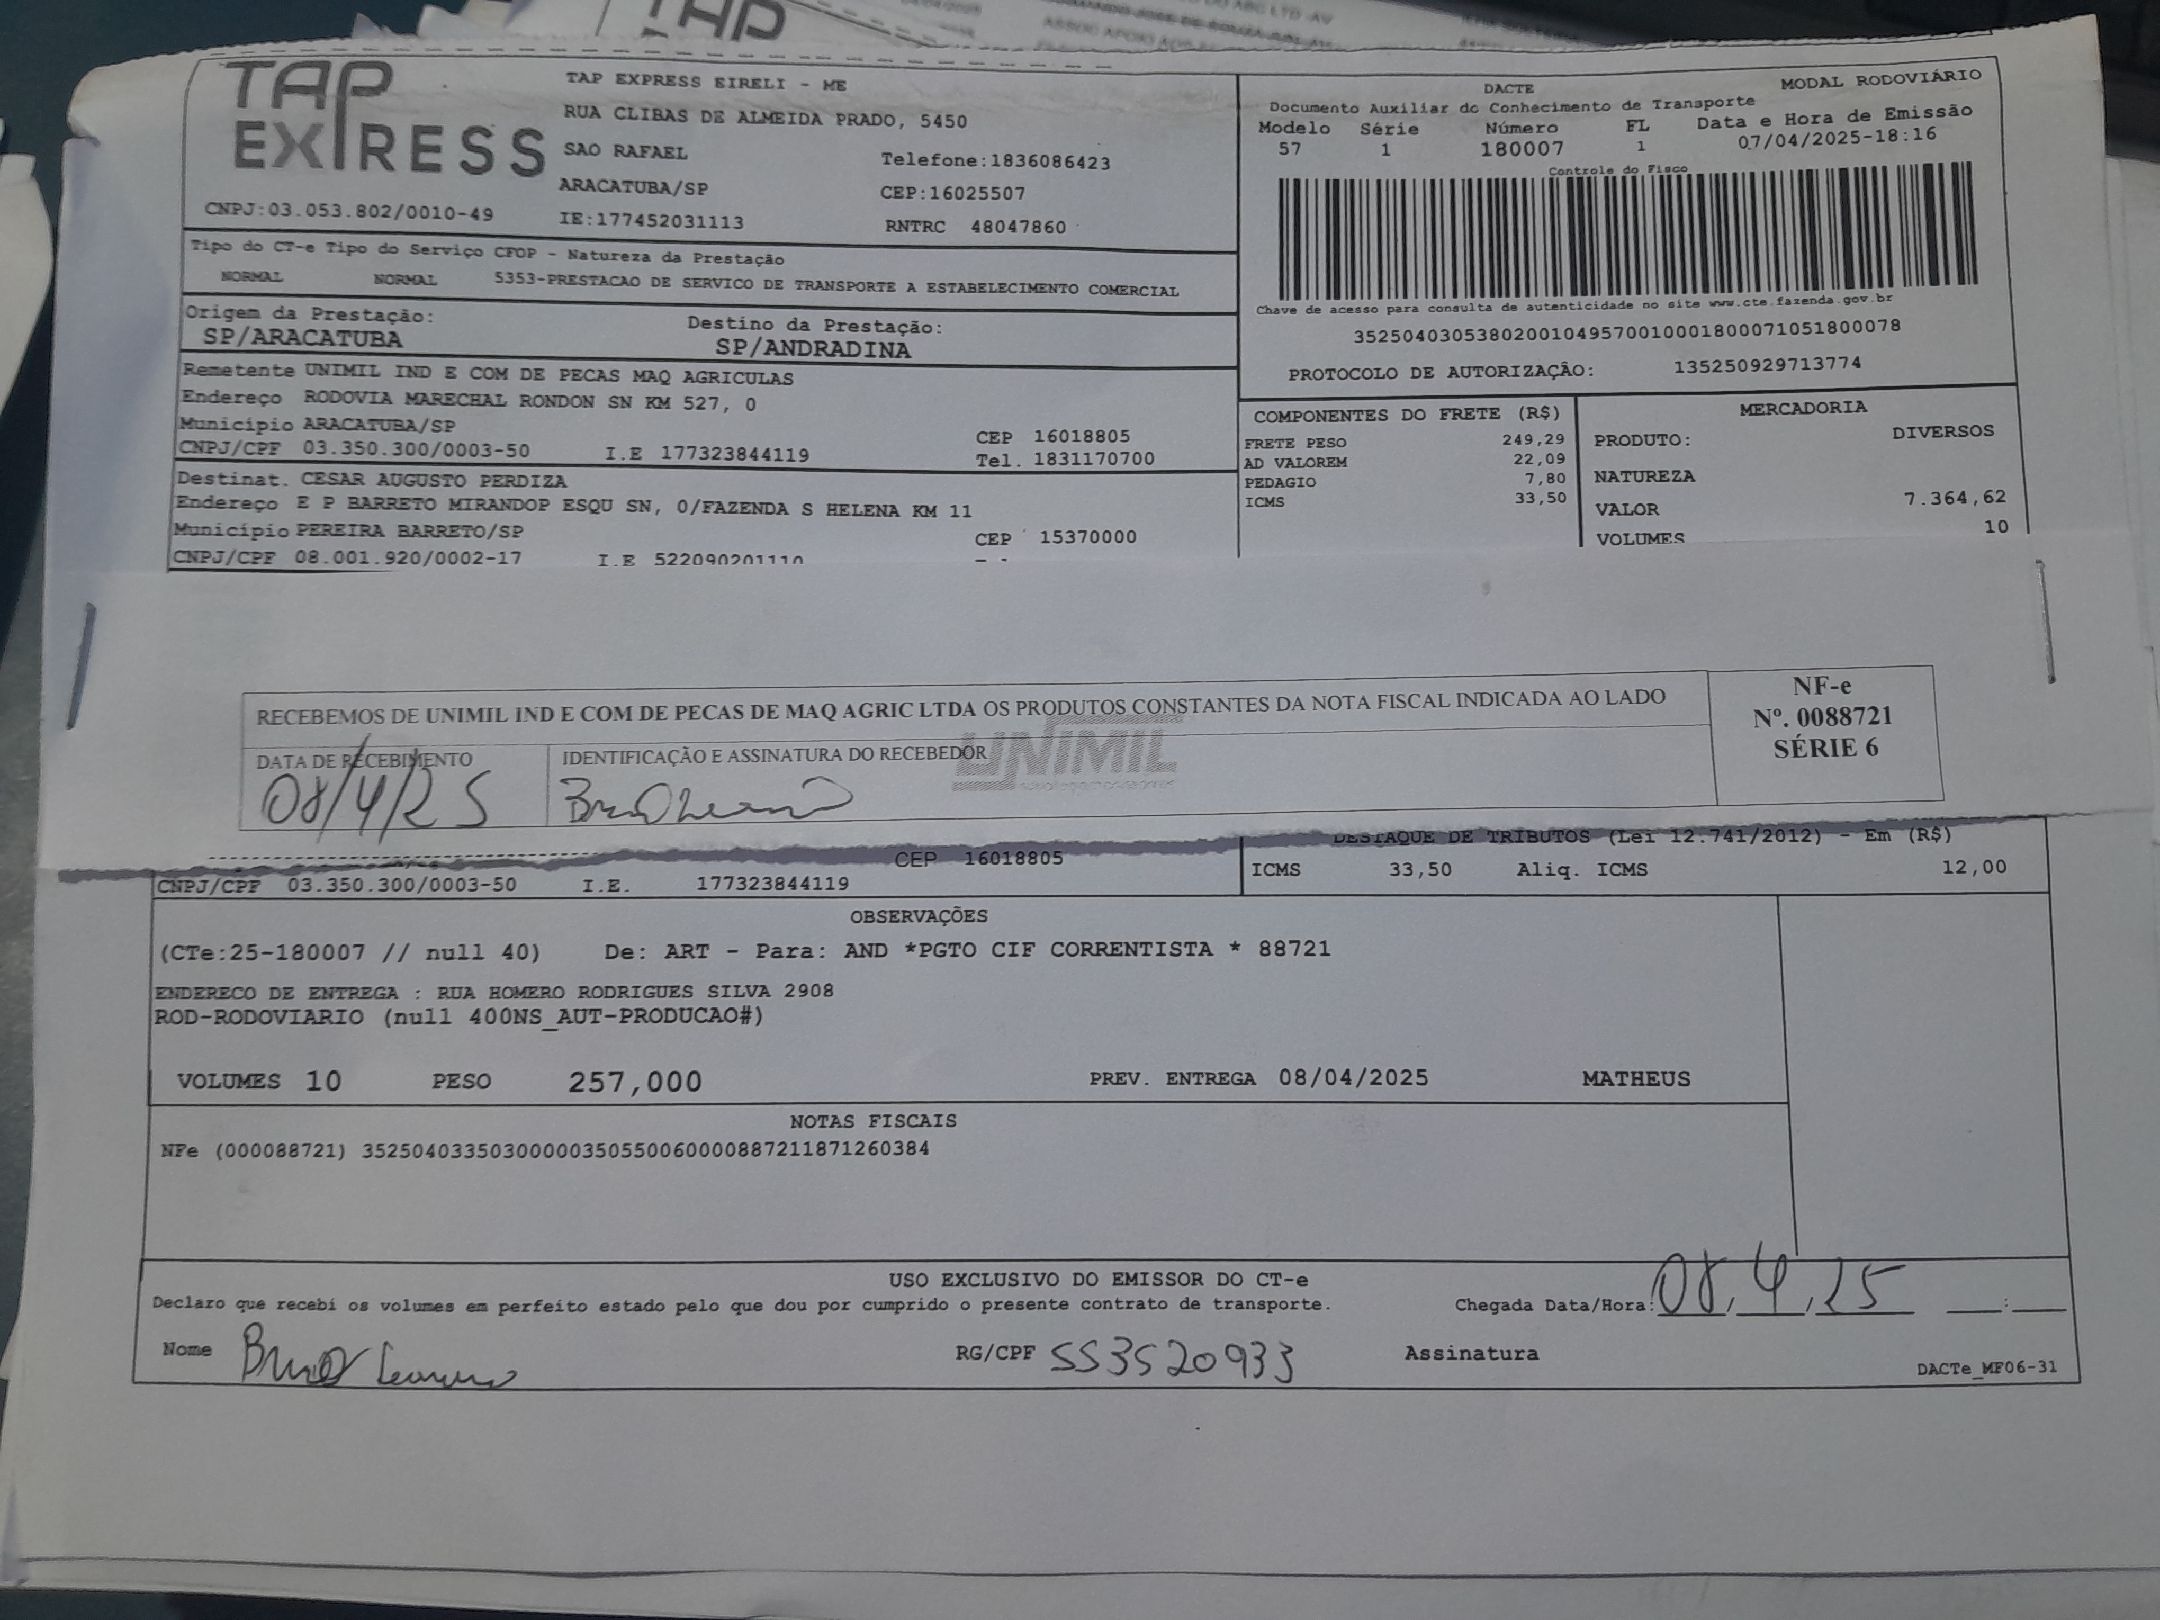 TAP EXPRESS
TAP EXPRESS EIRELI - ME
RUA CLIBAS DE ALMEIDA PRADO, 5450
SAO RAFAEL Telefone:1836086423
ARACATUBA/SP CEP:16025507
CNPJ:03.053.802/0010-49 IE:177452031113 RNTRC 48047860
DACTE MODAL RODOVIÁRIO
Documento Auxiliar do Conhecimento de Transporte
Modelo Série Número FL Data e Hora de Emissão
57 1 180007 1 07/04/2025-18:16
Controle do Fisco
Chave de acesso para consulta de autenticidade no site www.cte.fazenda.gov.br
35250403053802001049570010001800071051800078
PROTOCOLO DE AUTORIZAÇÃO: 135250929713774
Tipo do CT-e Tipo do Serviço CFOP - Natureza da Prestação
NORMAL NORMAL 5353-PRESTACAO DE SERVICO DE TRANSPORTE A ESTABELECIMENTO COMERCIAL
Origem da Prestação: Destino da Prestação:
SP/ARACATUBA SP/ANDRADINA
Remetente UNIMIL IND E COM DE PECAS MAQ AGRICULAS
Endereço RODOVIA MARECHAL RONDON SN KM 527, 0
Município ARACATUBA/SP CEP 16018805
CNPJ/CPF 03.350.300/0003-50 I.E 177323844119 Tel. 1831170700
Destinat. CESAR AUGUSTO PERDIZA
Endereço E P BARRETO MIRANDOP ESQU SN, 0/FAZENDA S HELENA KM 11
Município PEREIRA BARRETO/SP CEP 15370000
CNPJ/CPF 08.001.920/0002-17 I.E 522090201110
COMPONENTES DO FRETE (R$)
FRETE PESO 249,29
AD VALOREM 22,09
PEDAGIO 7,80
ICMS 33,50
MERCADORIA
PRODUTO: DIVERSOS
NATUREZA
VALOR 7.364,62
VOLUMES 10
RECEBEMOS DE UNIMIL IND E COM DE PECAS DE MAQ AGRIC LTDA OS PRODUTOS CONSTANTES DA NOTA FISCAL INDICADA AO LADO
DATA DE RECEBIMENTO IDENTIFICAÇÃO E ASSINATURA DO RECEBEDOR
UNIMIL
08/4/25
NF-e
Nº. 0088721
SÉRIE 6
CEP 16018805
CNPJ/CPF 03.350.300/0003-50 I.E. 177323844119
DESTAQUE DE TRIBUTOS (Lei 12.741/2012) - Em (R$)
ICMS 33,50 Aliq. ICMS 12,00
OBSERVAÇÕES
(CTe:25-180007 // null 40) De: ART - Para: AND *PGTO CIF CORRENTISTA * 88721
ENDERECO DE ENTREGA : RUA HOMERO RODRIGUES SILVA 2908
ROD-RODOVIARIO (null 400NS_AUT-PRODUCAO#)
VOLUMES 10 PESO 257,000 PREV. ENTREGA 08/04/2025 MATHEUS
NOTAS FISCAIS
NFe (000088721) 35250403350300000350550060000887211871260384
USO EXCLUSIVO DO EMISSOR DO CT-e
Declaro que recebi os volumes em perfeito estado pelo que dou por cumprido o presente contrato de transporte. Chegada Data/Hora: 08/4/25 __:__
Nome RG/CPF 553520933 Assinatura
DACTe_MF06-31